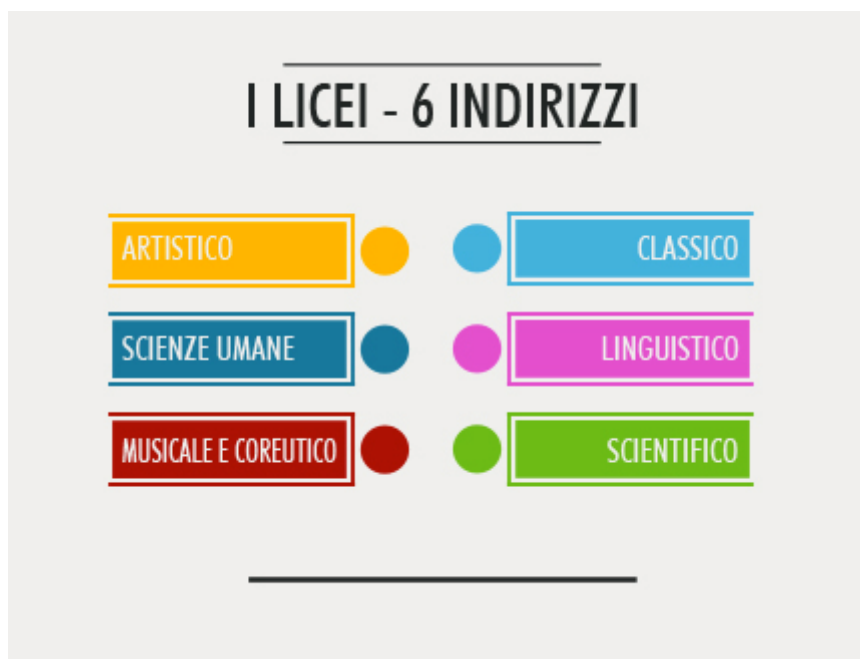 I LICEI - 6 INDIRIZZI
ARTISTICO
CLASSICO
SCIENZE UMANE
LINGUISTICO
MUSICALE E COREUTICO
SCIENTIFICO